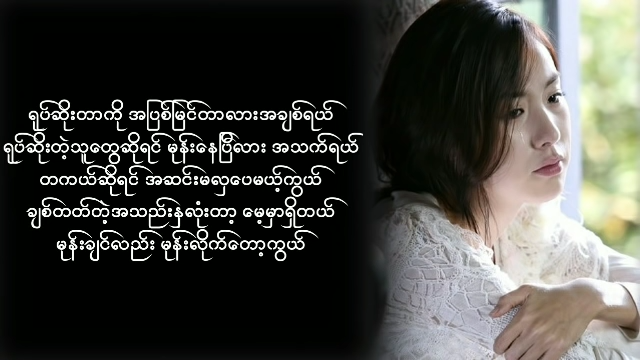 ရုပ်ဆိုးတာကို အပြစ်မြင်တာလားအချစ်ရယ်
ရုပ်ဆိုးတဲ့သူတွေဆိုရင် မုန်းနေပြီလား အသက်ရယ်
တကယ်ဆိုရင် အဆင်းမလှပေမယ့်ကွယ်
ချစ်တတ်တဲ့အသည်းနှလုံးတော့ မေ့မှာရှိတယ်
မုန်းချင်လည်း မုန်းလိုက်တော့ကွယ်